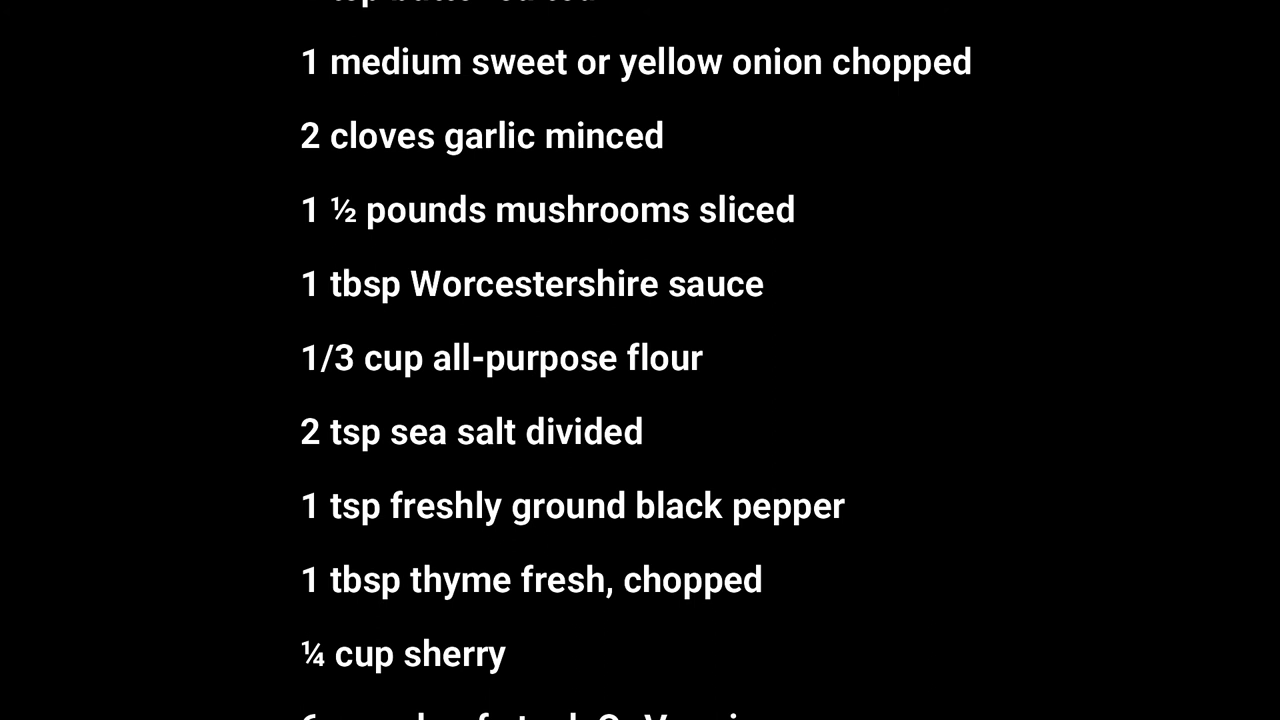 1 medium sweet or yellow onion chopped
2 cloves garlic minced
1 ½ pounds mushrooms sliced
1 tbsp Worcestershire sauce
1/3 cup all-purpose flour
2 tsp sea salt divided
1 tsp freshly ground black pepper
1 tbsp thyme fresh, chopped
¼ cup sherry